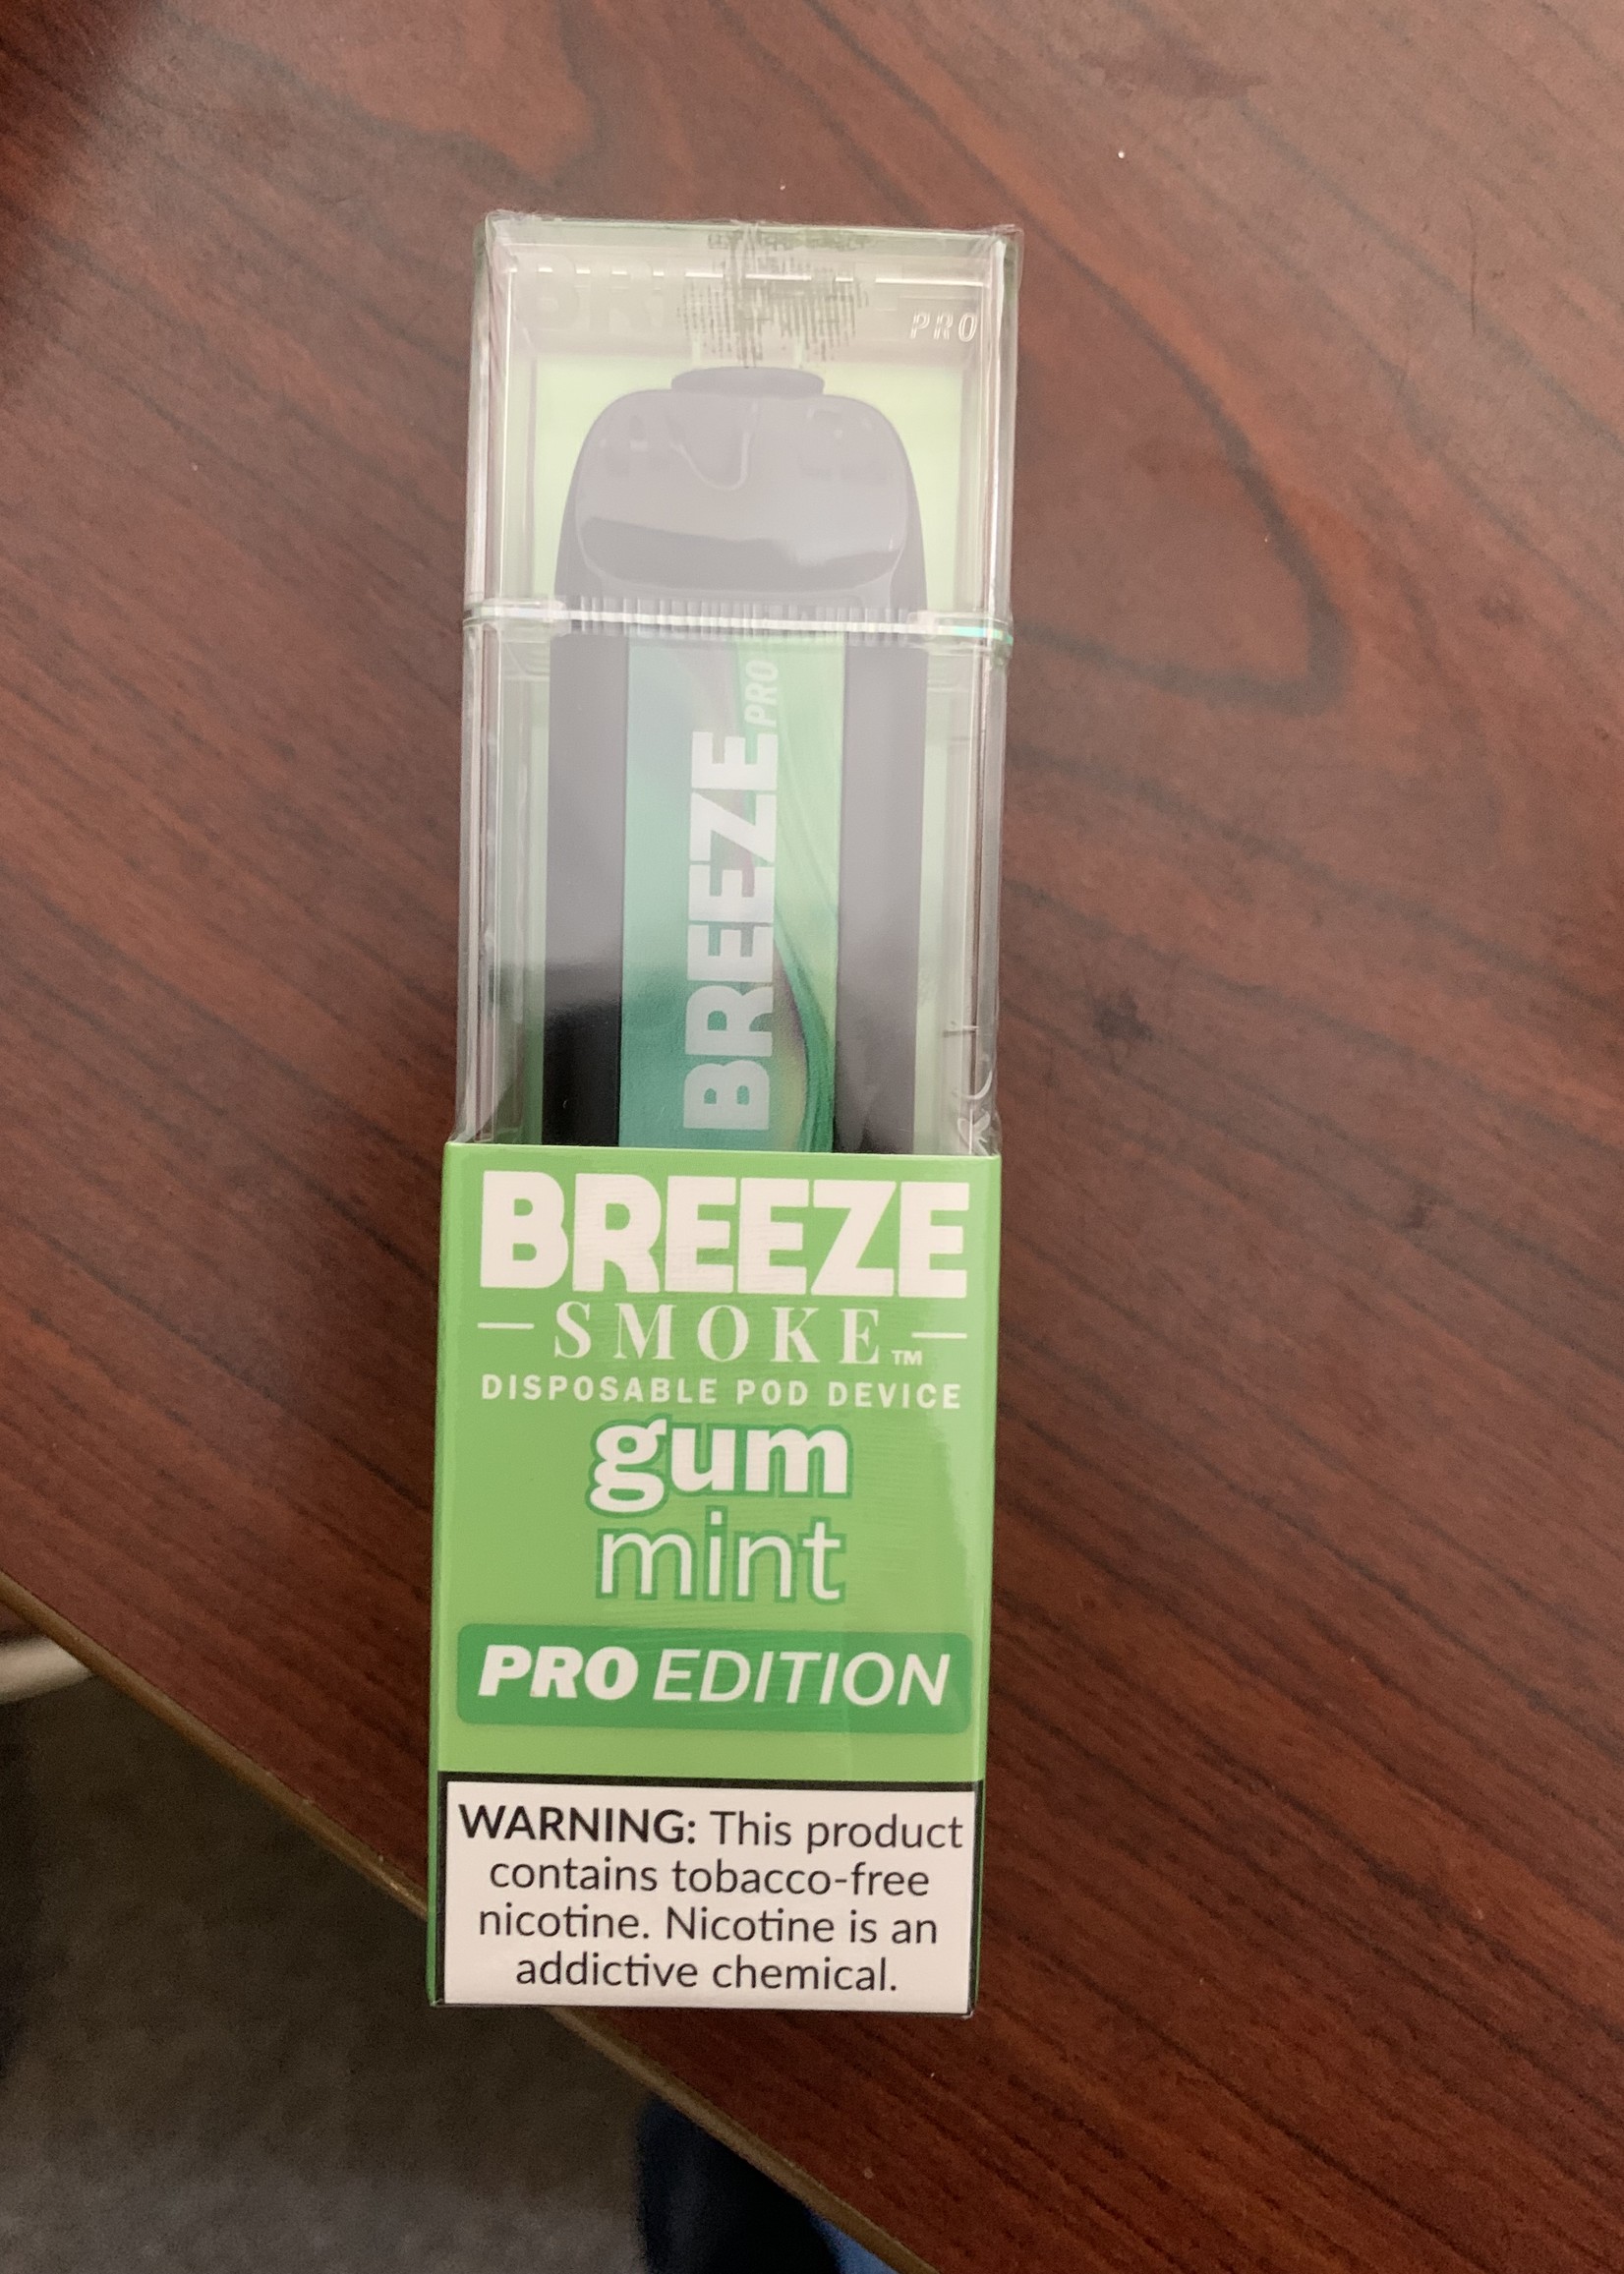 PRO
BREEZE PRO
BREEZE
SMOKE™
DISPOSABLE POD DEVICE
gum
mint
PRO EDITION
WARNING: This product
contains tobacco-free
nicotine. Nicotine is an
addictive chemical.